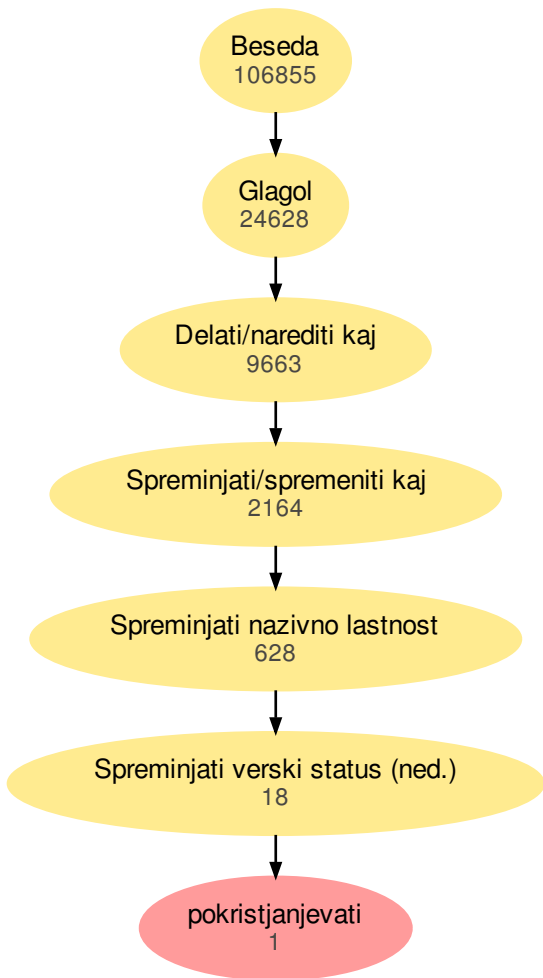 Beseda
106855
Glagol
24628
Delati/narediti kaj
9663
Spreminjati/spremeniti kaj
2164
Spreminjati nazivno lastnost
628
Spreminjati verski status (ned.)
18
pokristjanjevati
1